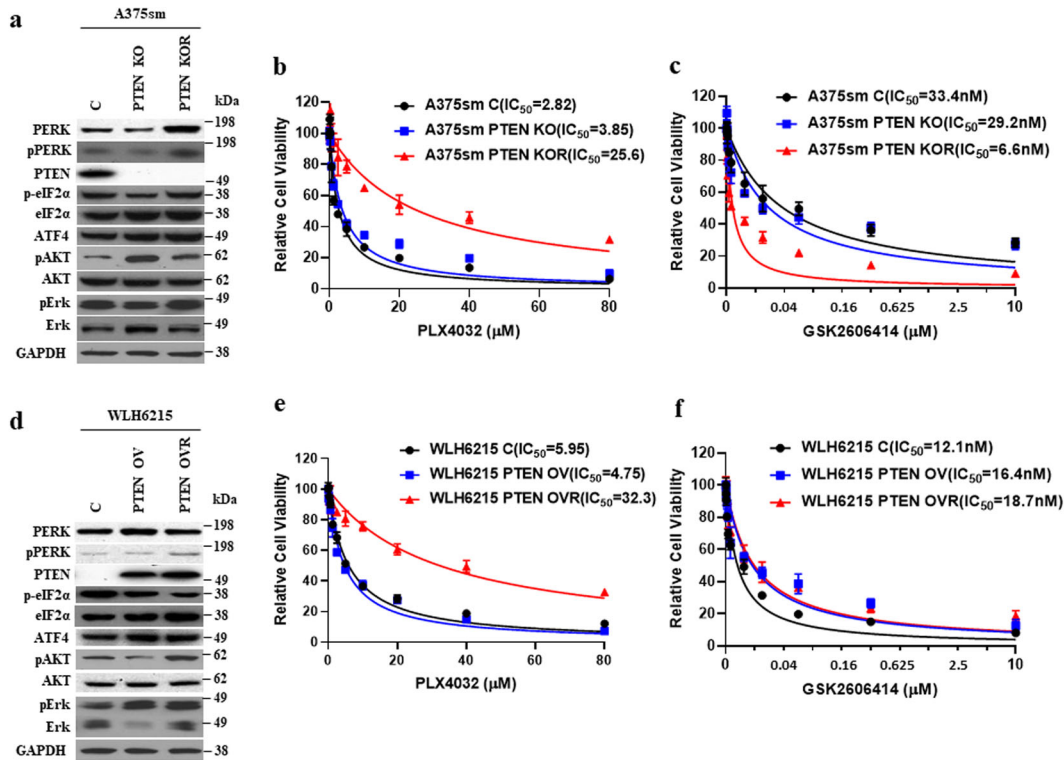 a
A375sm
C
PTEN KO
PTEN KOR
kDa
PERK
198
pPERK
198
PTEN
49
p-eIF2α
38
eIF2α
38
ATF4
49
pAKT
62
AKT
62
pErk
49
Erk
49
GAPDH
38
b
A375sm C(IC50=2.82)
A375sm PTEN KO(IC50=3.85)
A375sm PTEN KOR(IC50=25.6)
Relative Cell Viability
120
100
80
60
40
20
0
0 20 40 60 80
PLX4032 (μM)
c
A375sm C(IC50=33.4nM)
A375sm PTEN KO(IC50=29.2nM)
A375sm PTEN KOR(IC50=6.6nM)
Relative Cell Viability
120
100
80
60
40
20
0
0 0.04 0.16 0.625 2.5 10
GSK2606414 (μM)
d
WLH6215
C
PTEN OV
PTEN OVR
kDa
PERK
198
pPERK
198
PTEN
49
p-eIF2α
38
eIF2α
38
ATF4
49
pAKT
62
AKT
62
pErk
49
Erk
49
GAPDH
38
e
WLH6215 C(IC50=5.95)
WLH6215 PTEN OV(IC50=4.75)
WLH6215 PTEN OVR(IC50=32.3)
Relative Cell Viability
120
100
80
60
40
20
0
0 20 40 60 80
PLX4032 (μM)
f
WLH6215 C(IC50=12.1nM)
WLH6215 PTEN OV(IC50=16.4nM)
WLH6215 PTEN OVR(IC50=18.7nM)
Relative Cell Viability
120
100
80
60
40
20
0
0 0.04 0.16 0.625 2.5 10
GSK2606414 (μM)